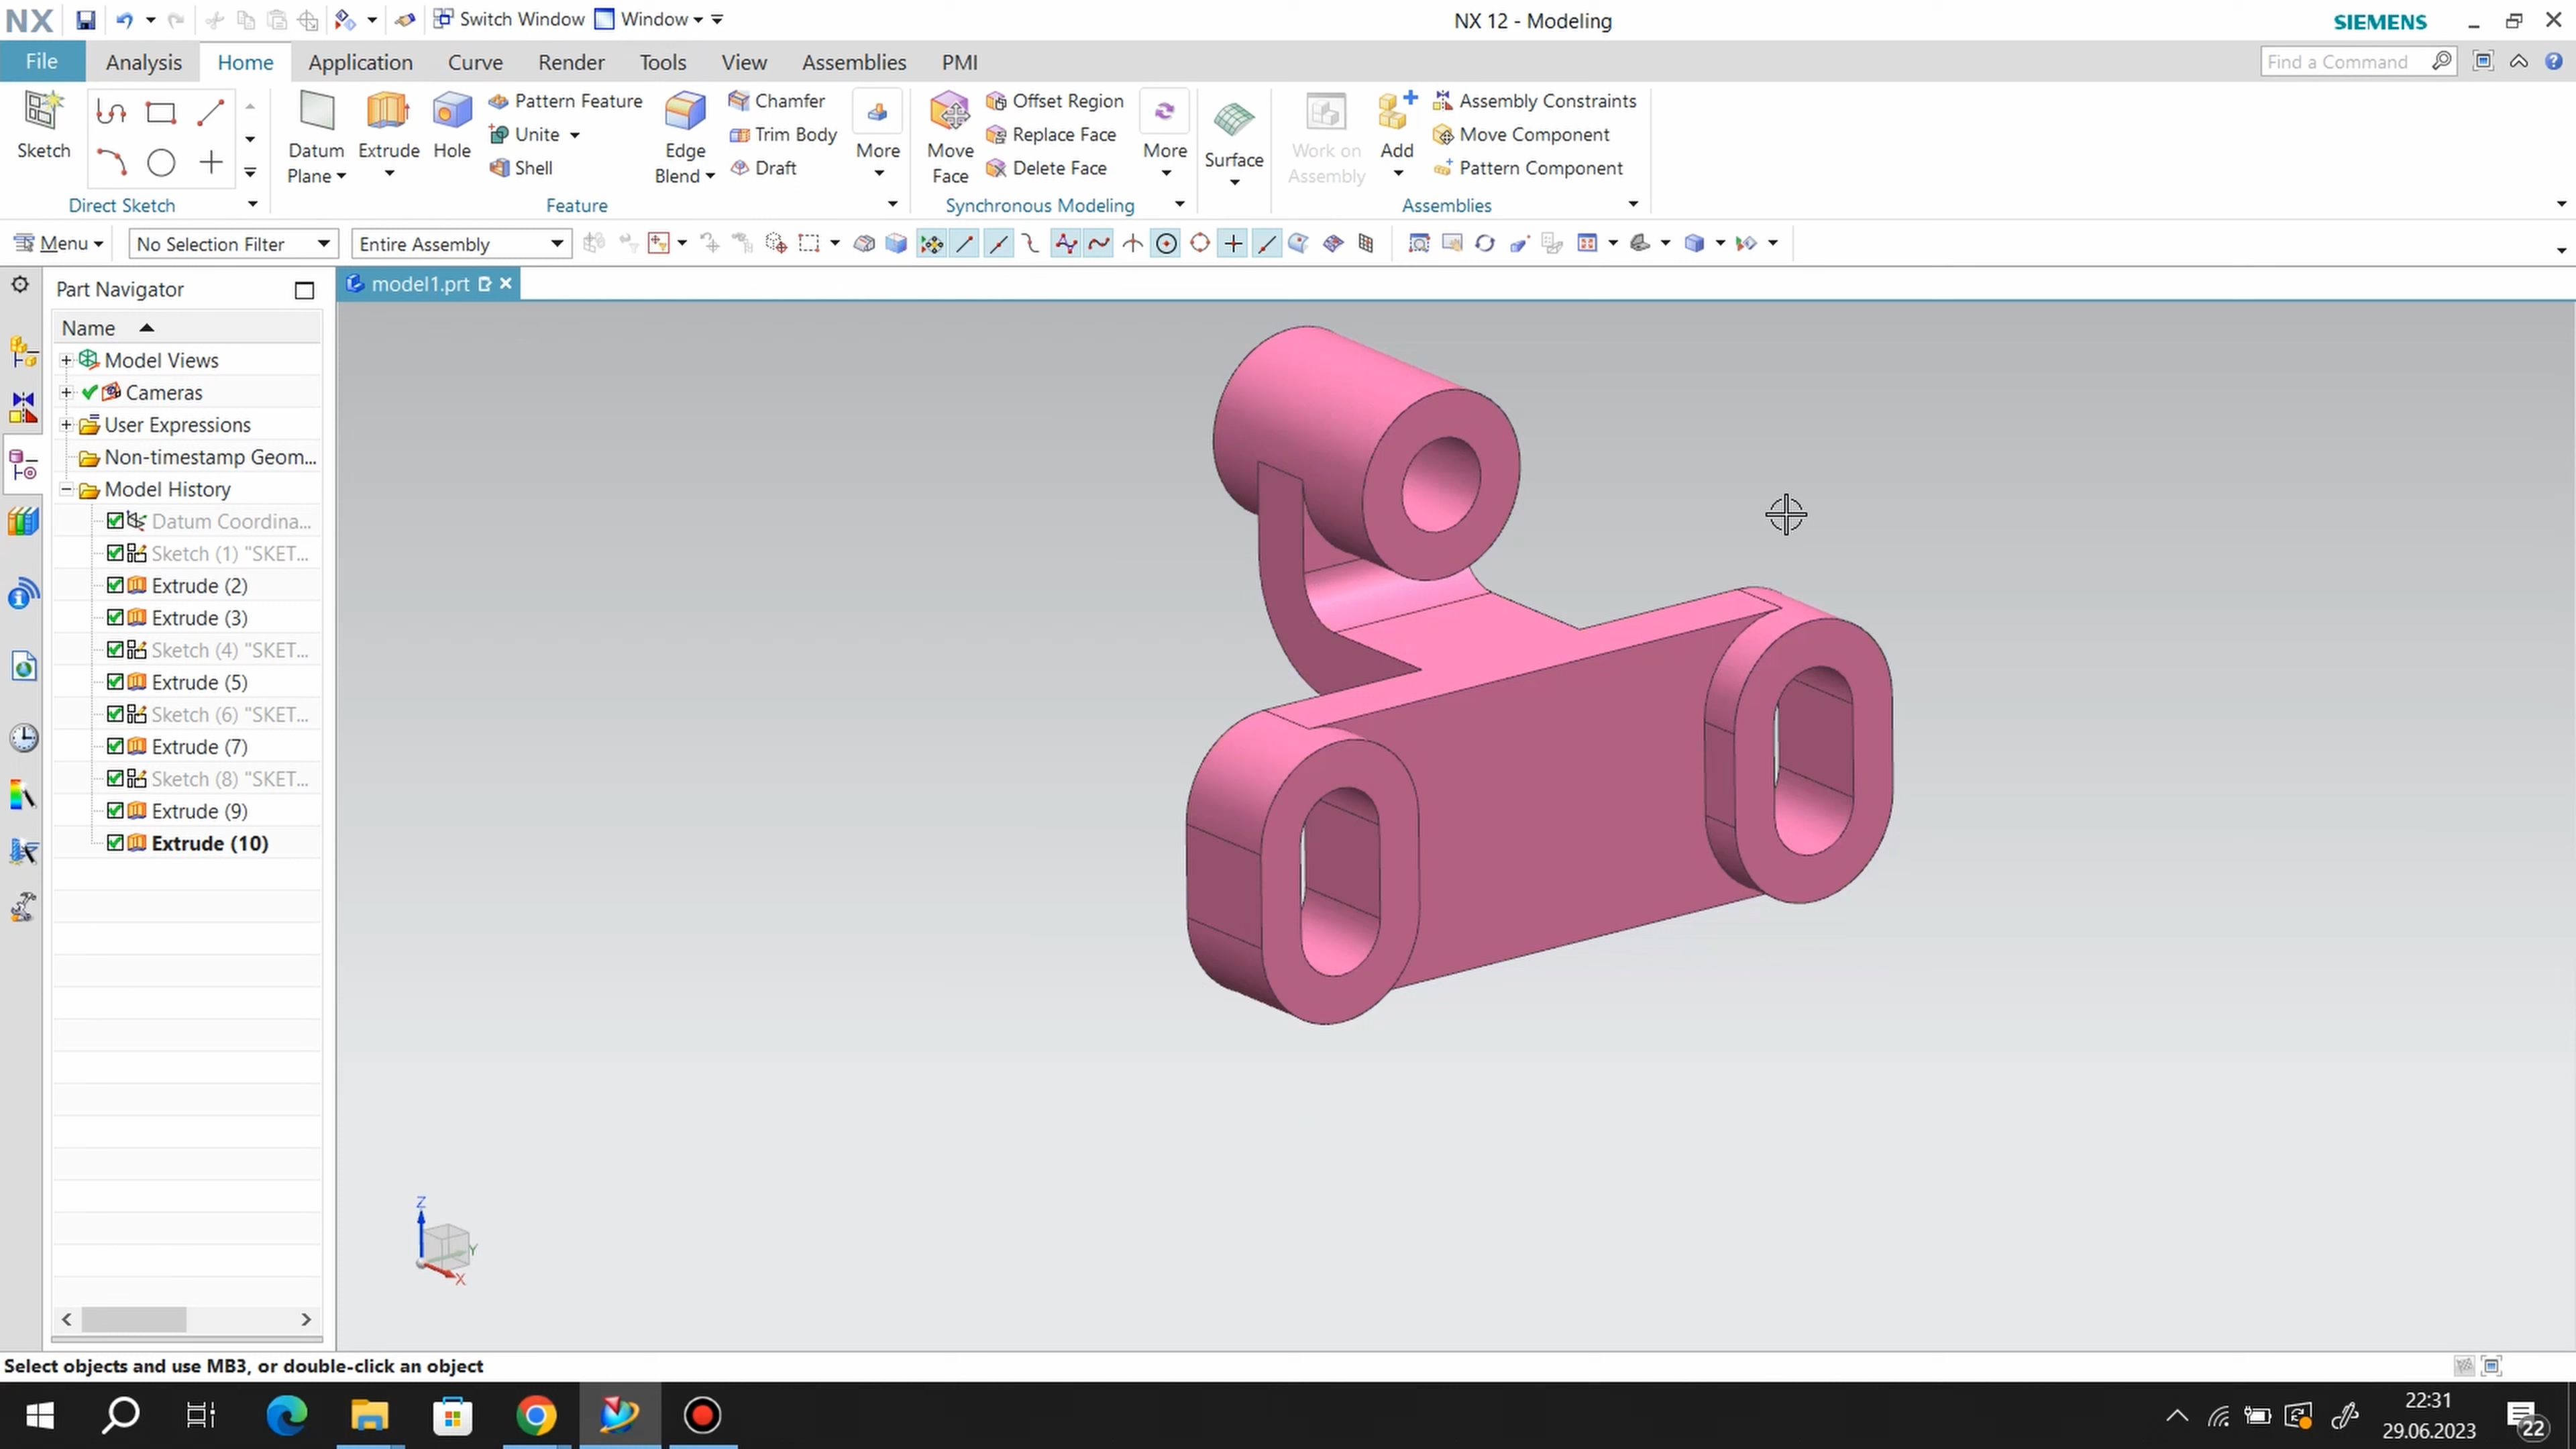 NX Switch Window Window NX 12 - Modeling SIEMENS
File Analysis Home Application Curve Render Tools View Assemblies PMI Find a Command
Sketch
Direct Sketch
Datum Plane
Extrude
Hole
Pattern Feature
Unite
Shell
Edge Blend
Chamfer
Trim Body
Draft
More
Feature
Move Face
Offset Region
Replace Face
Delete Face
More
Synchronous Modeling
Surface
Work on Assembly
Add
Assembly Constraints
Move Component
Pattern Component
Assemblies
Menu No Selection Filter Entire Assembly
Part Navigator
model1.prt
Name
Model Views
Cameras
User Expressions
Non-timestamp Geom...
Model History
Datum Coordina...
Sketch (1) "SKET...
Extrude (2)
Extrude (3)
Sketch (4) "SKET...
Extrude (5)
Sketch (6) "SKET...
Extrude (7)
Sketch (8) "SKET...
Extrude (9)
Extrude (10)
Z
Y
X
Select objects and use MB3, or double-click an object
22:31
29.06.2023
22